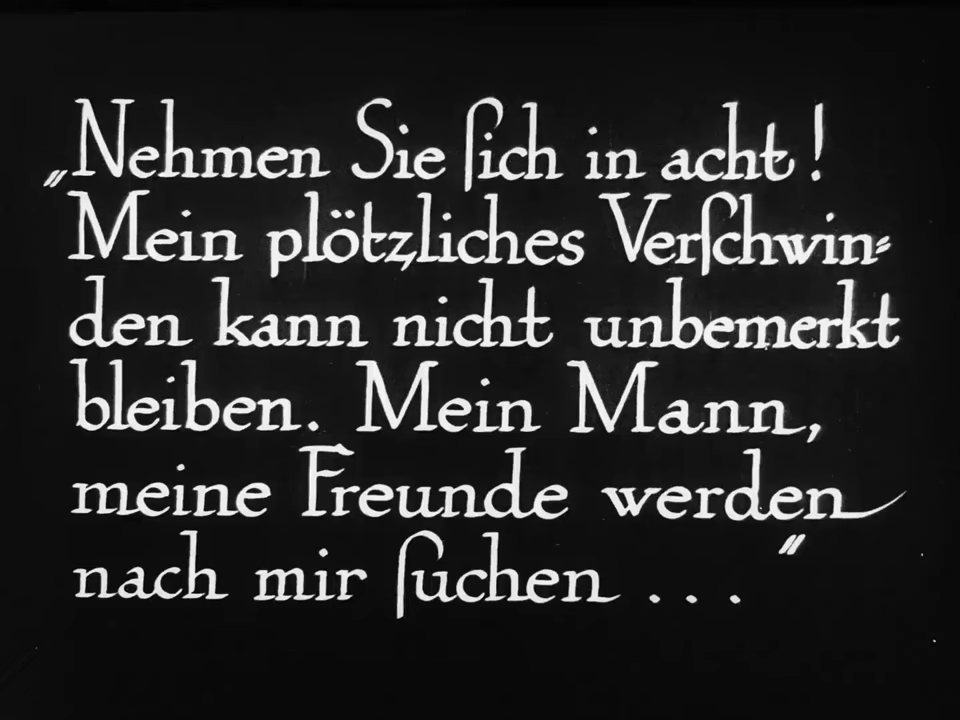 „Nehmen Sie ſich in acht!
Mein plötzliches Verſchwin⸗
den kann nicht unbemerkt
bleiben. Mein Mann,
meine Freunde werden
nach mir ſuchen . . . "